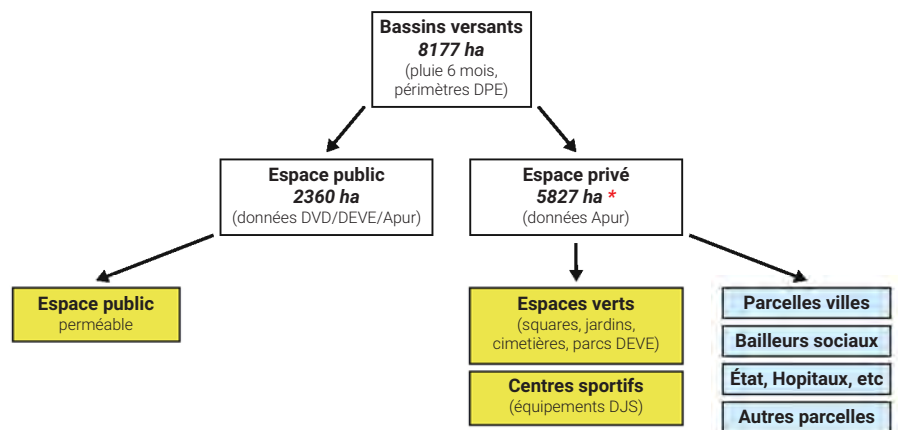 Bassins versants
8177 ha
(pluie 6 mois,
périmètres DPE)
Espace public
2360 ha
(données DVD/DEVE/Apur)
Espace privé
5827 ha *
(données Apur)
Espace public
perméable
Espaces verts
(squares, jardins,
cimetières, parcs DEVE)
Centres sportifs
(équipements DJS)
Parcelles villes
Bailleurs sociaux
État, Hopitaux, etc
Autres parcelles